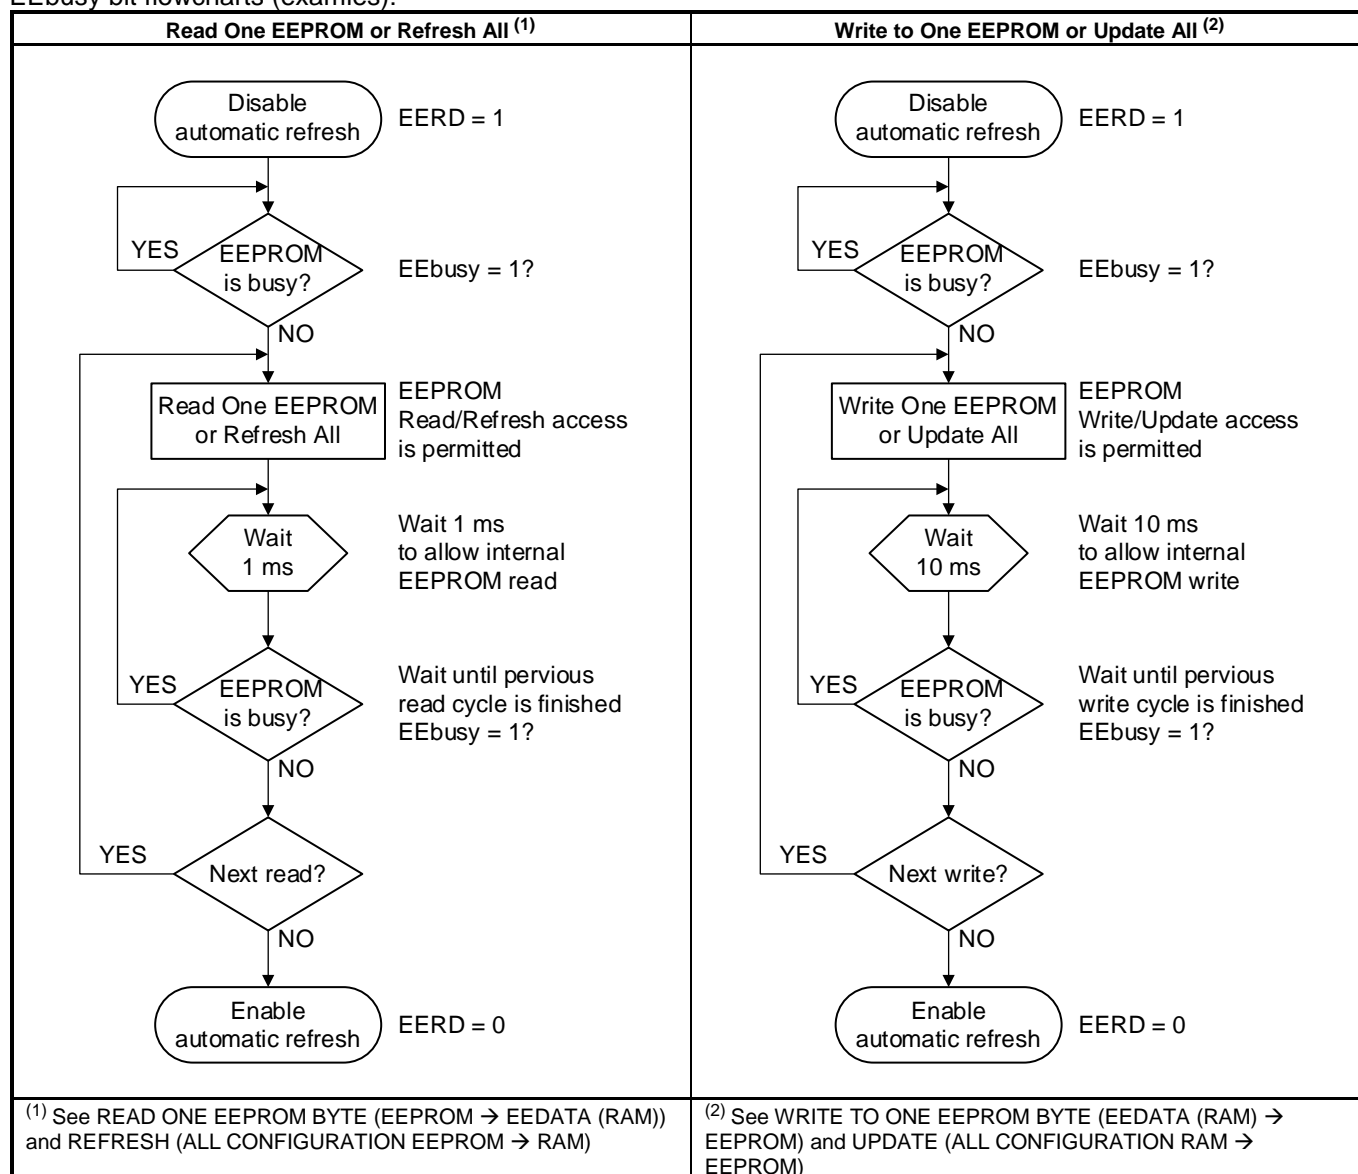 EEbusy bit flowcharts (examles):
Read One EEPROM or Refresh All (1)
Write to One EEPROM or Update All (2)
Disable
automatic refresh
EERD = 1
YES
EEPROM
is busy?
EEbusy = 1?
NO
Read One EEPROM
or Refresh All
EEPROM
Read/Refresh access
is permitted
Wait
1 ms
Wait 1 ms
to allow internal
EEPROM read
YES
EEPROM
is busy?
Wait until pervious
read cycle is finished
EEbusy = 1?
NO
YES
Next read?
NO
Enable
automatic refresh
EERD = 0
(1) See READ ONE EEPROM BYTE (EEPROM → EEDATA (RAM))
and REFRESH (ALL CONFIGURATION EEPROM → RAM)
Disable
automatic refresh
EERD = 1
YES
EEPROM
is busy?
EEbusy = 1?
NO
Write One EEPROM
or Update All
EEPROM
Write/Update access
is permitted
Wait
10 ms
Wait 10 ms
to allow internal
EEPROM write
YES
EEPROM
is busy?
Wait until pervious
write cycle is finished
EEbusy = 1?
NO
YES
Next write?
NO
Enable
automatic refresh
EERD = 0
(2) See WRITE TO ONE EEPROM BYTE (EEDATA (RAM) →
EEPROM) and UPDATE (ALL CONFIGURATION RAM →
EEPROM)